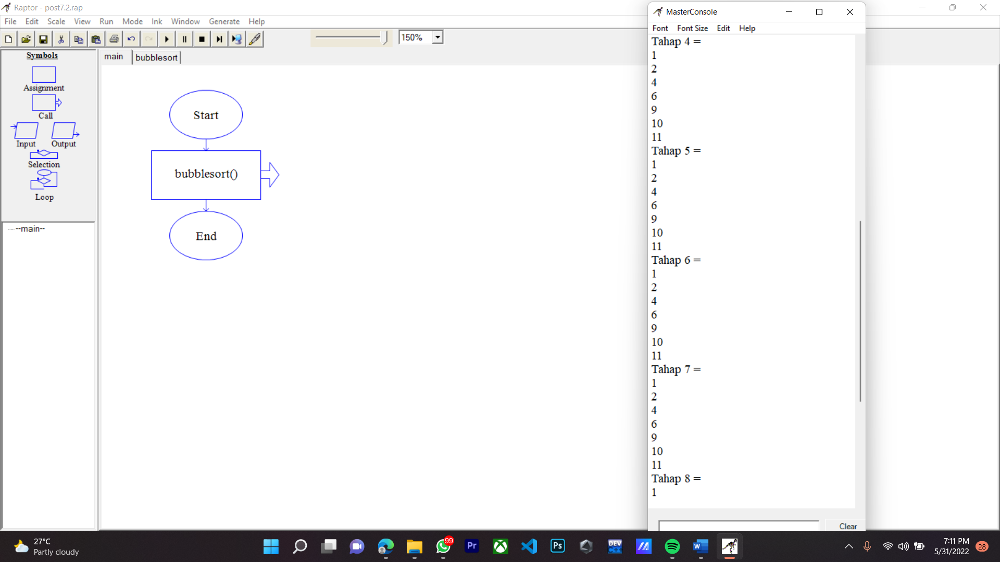 Raptor - post7.2.rap
File Edit Scale View Run Mode Ink Window Generate Help
150%
Symbols
Assignment
Call
Input Output
Selection
Loop
--main--
main bubblesort
Start
bubblesort()
End
MasterConsole
Font Font Size Edit Help
Tahap 4 =
1
2
4
6
9
10
11
Tahap 5 =
1
2
4
6
9
10
11
Tahap 6 =
1
2
4
6
9
10
11
Tahap 7 =
1
2
4
6
9
10
11
Tahap 8 =
1
Clear
27°C
Partly cloudy
99
Pr
Ps
DEV
C++
W
7:11 PM
5/31/2022
28